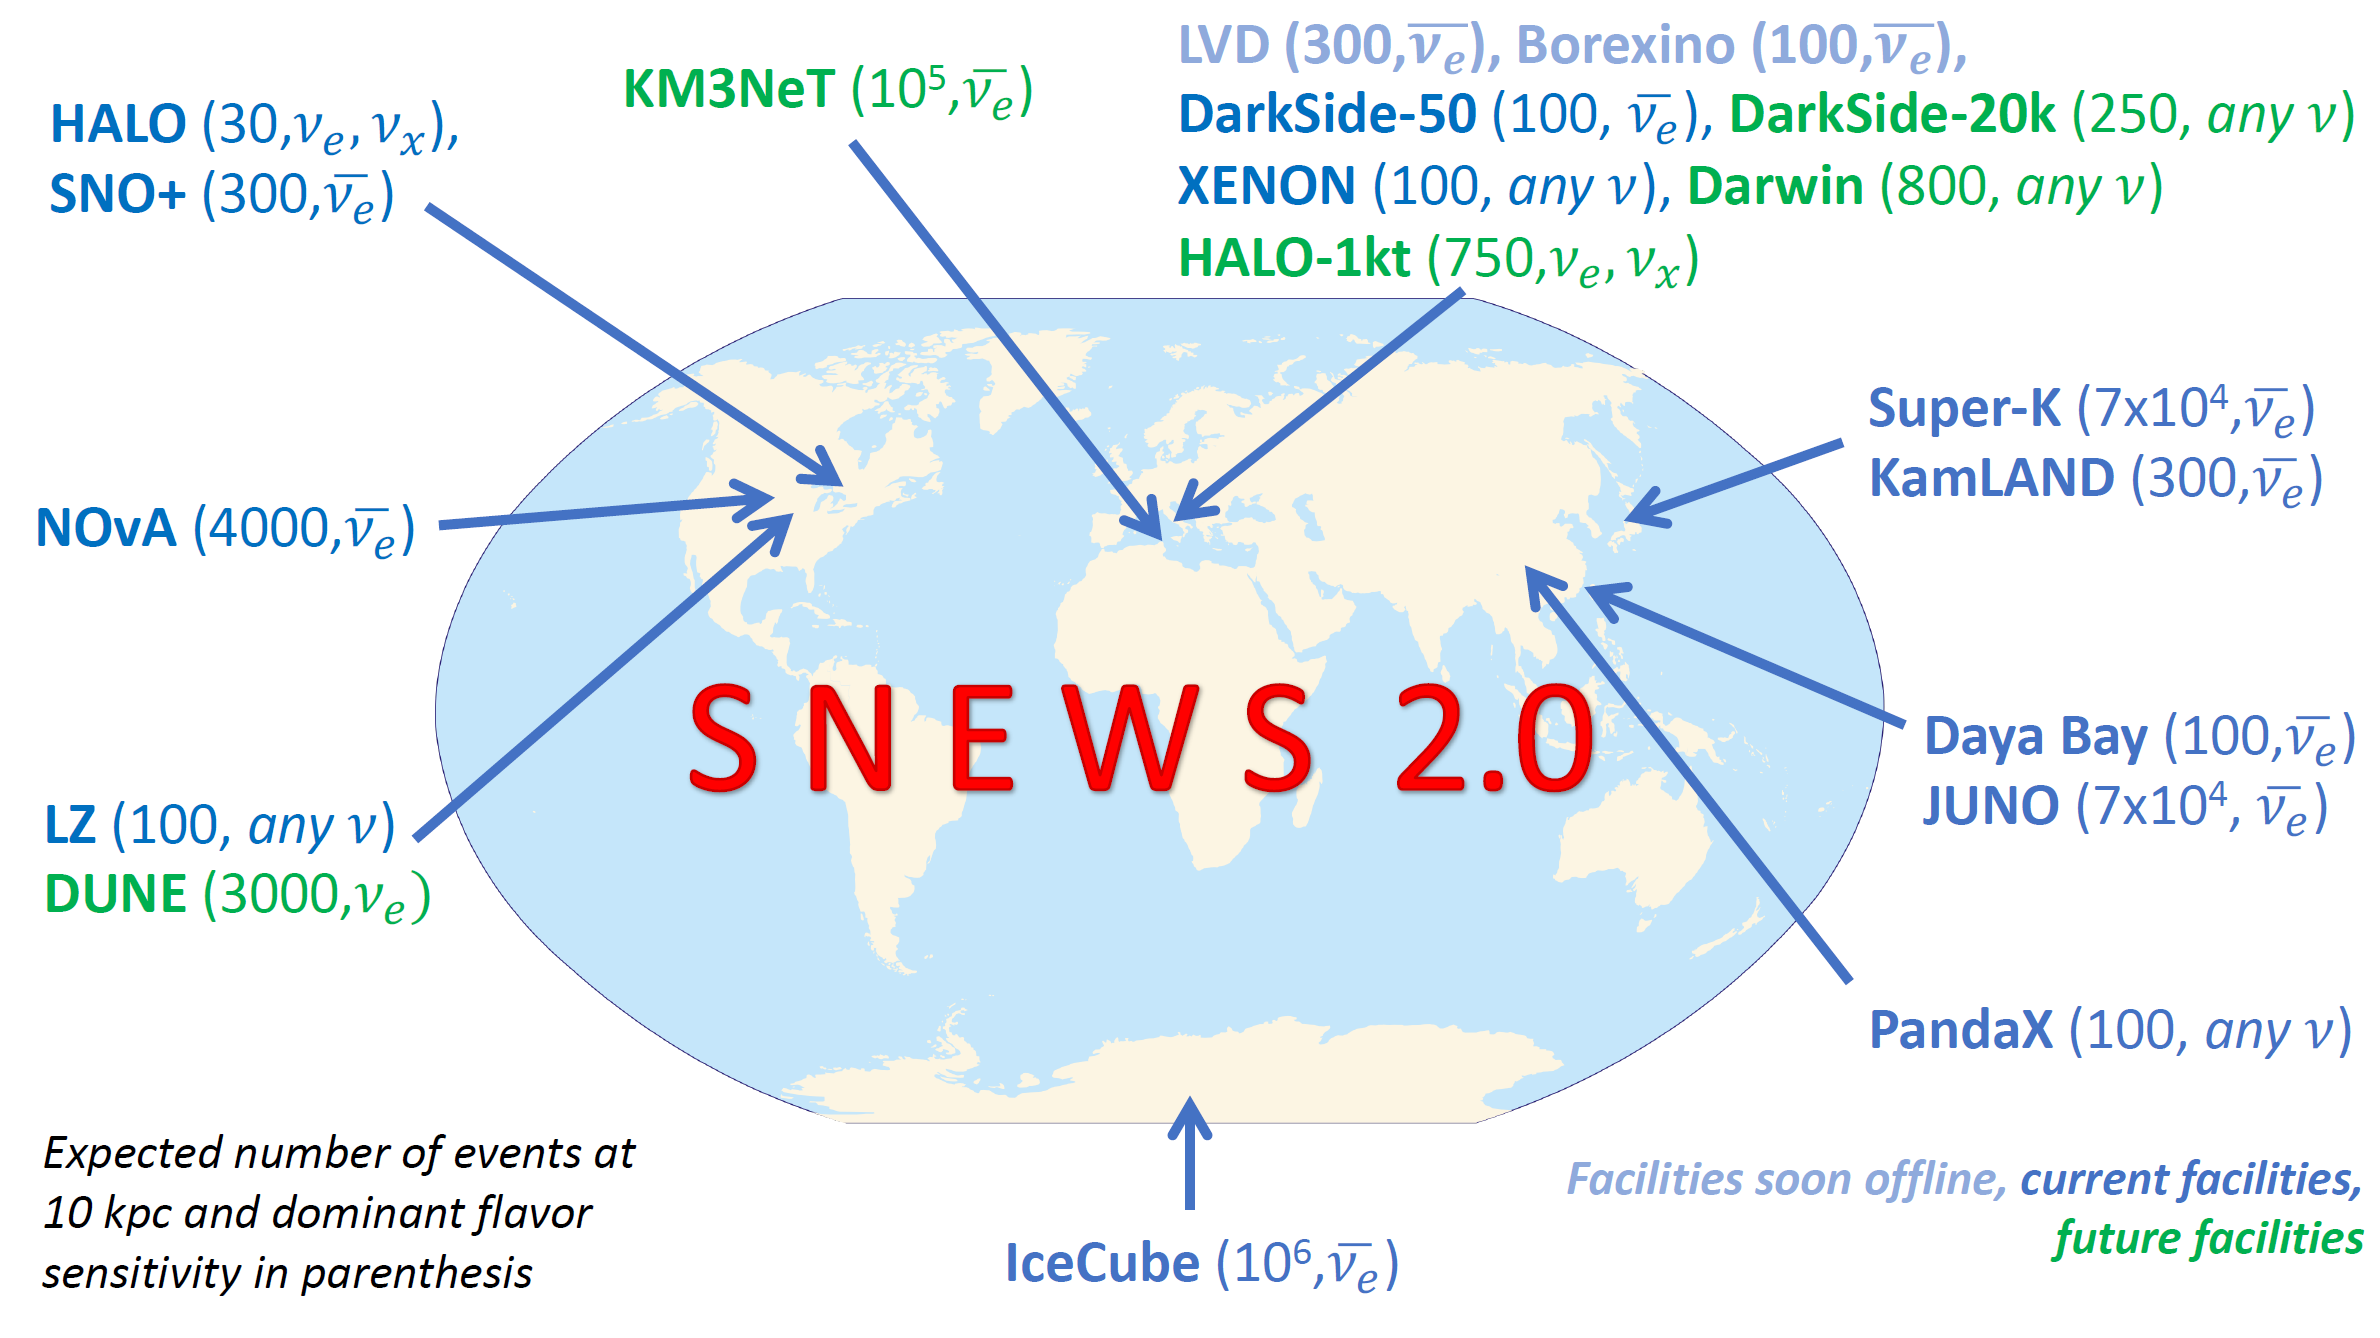 LVD (300,ν̅ₑ), Borexino (100,ν̅ₑ),
KM3NeT (10⁵,ν̅ₑ)
DarkSide-50 (100, ν̅ₑ), DarkSide-20k (250, any ν)
HALO (30,νₑ, νₓ),
SNO+ (300,ν̅ₑ)
XENON (100, any ν), Darwin (800, any ν)
HALO-1kt (750,νₑ, νₓ)
Super-K (7x10⁴,ν̅ₑ)
KamLAND (300,ν̅ₑ)
NOvA (4000,ν̅ₑ)
SNEWS 2.0
Daya Bay (100,ν̅ₑ)
JUNO (7x10⁴, ν̅ₑ)
LZ (100, any ν)
DUNE (3000,νₑ)
PandaX (100, any ν)
IceCube (10⁶,ν̅ₑ)
Expected number of events at
10 kpc and dominant flavor
sensitivity in parenthesis
Facilities soon offline, current facilities,
future facilities